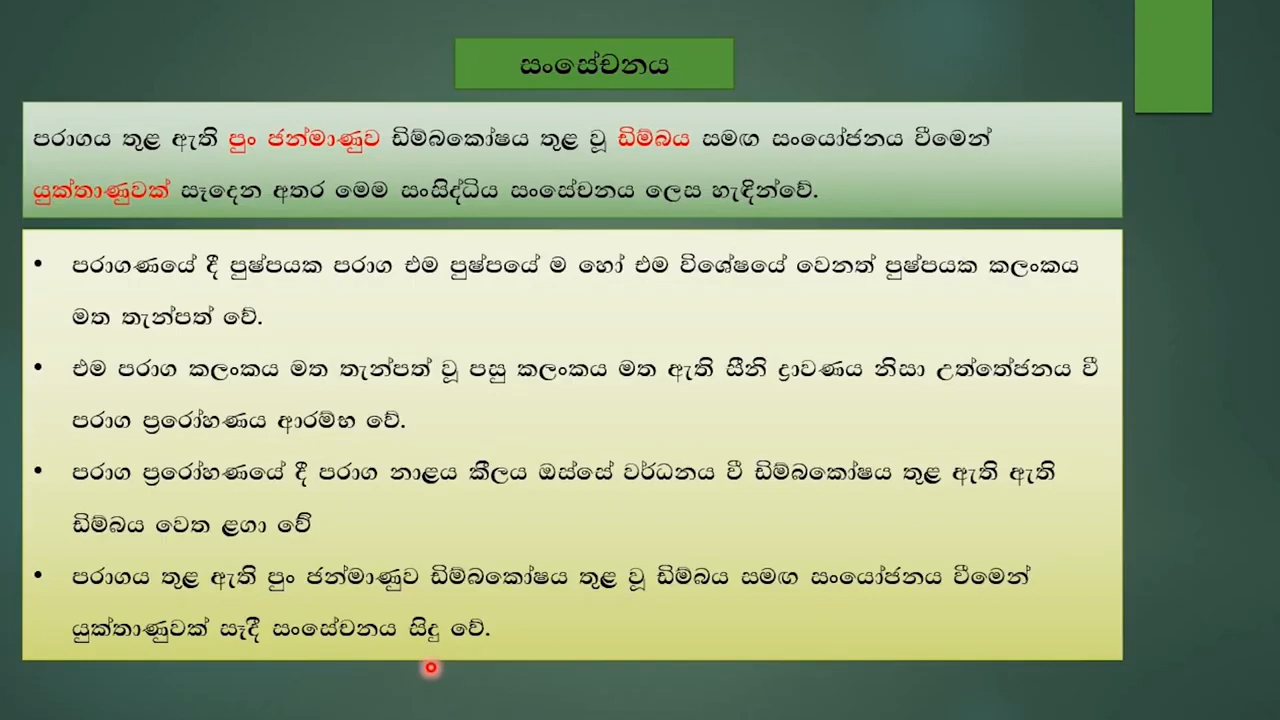 සංසේචනය
පරාගය තුළ ඇති පුං ජන්මාණුව ඩිම්බකෝෂය තුළ වූ ඩිම්බය සමඟ සංයෝජනය වීමෙන්
යුක්තාණුවක් සෑදෙන අතර මෙම සංසිද්ධිය සංසේචනය ලෙස හැඳින්වේ.
• පරාගණයේ දී පුෂ්පයක පරාග එම පුෂ්පයේ ම හෝ එම විශේෂයේ වෙනත් පුෂ්පයක කලංකය
මත තැන්පත් වේ.
• එම පරාග කලංකය මත තැන්පත් වූ පසු කලංකය මත ඇති සීනි ද්‍රාවණය නිසා උත්තේජනය වී
පරාග ප්‍රරෝහණය ආරම්භ වේ.
• පරාග ප්‍රරෝහණයේ දී පරාග නාළය කීලය ඔස්සේ වර්ධනය වී ඩිම්බකෝෂය තුළ ඇති ඇති
ඩිම්බය වෙත ළගා වේ
• පරාගය තුළ ඇති පුං ජන්මාණුව ඩිම්බකෝෂය තුළ වූ ඩිම්බය සමඟ සංයෝජනය වීමෙන්
යුක්තාණුවක් සෑදී සංසේචනය සිදු වේ.